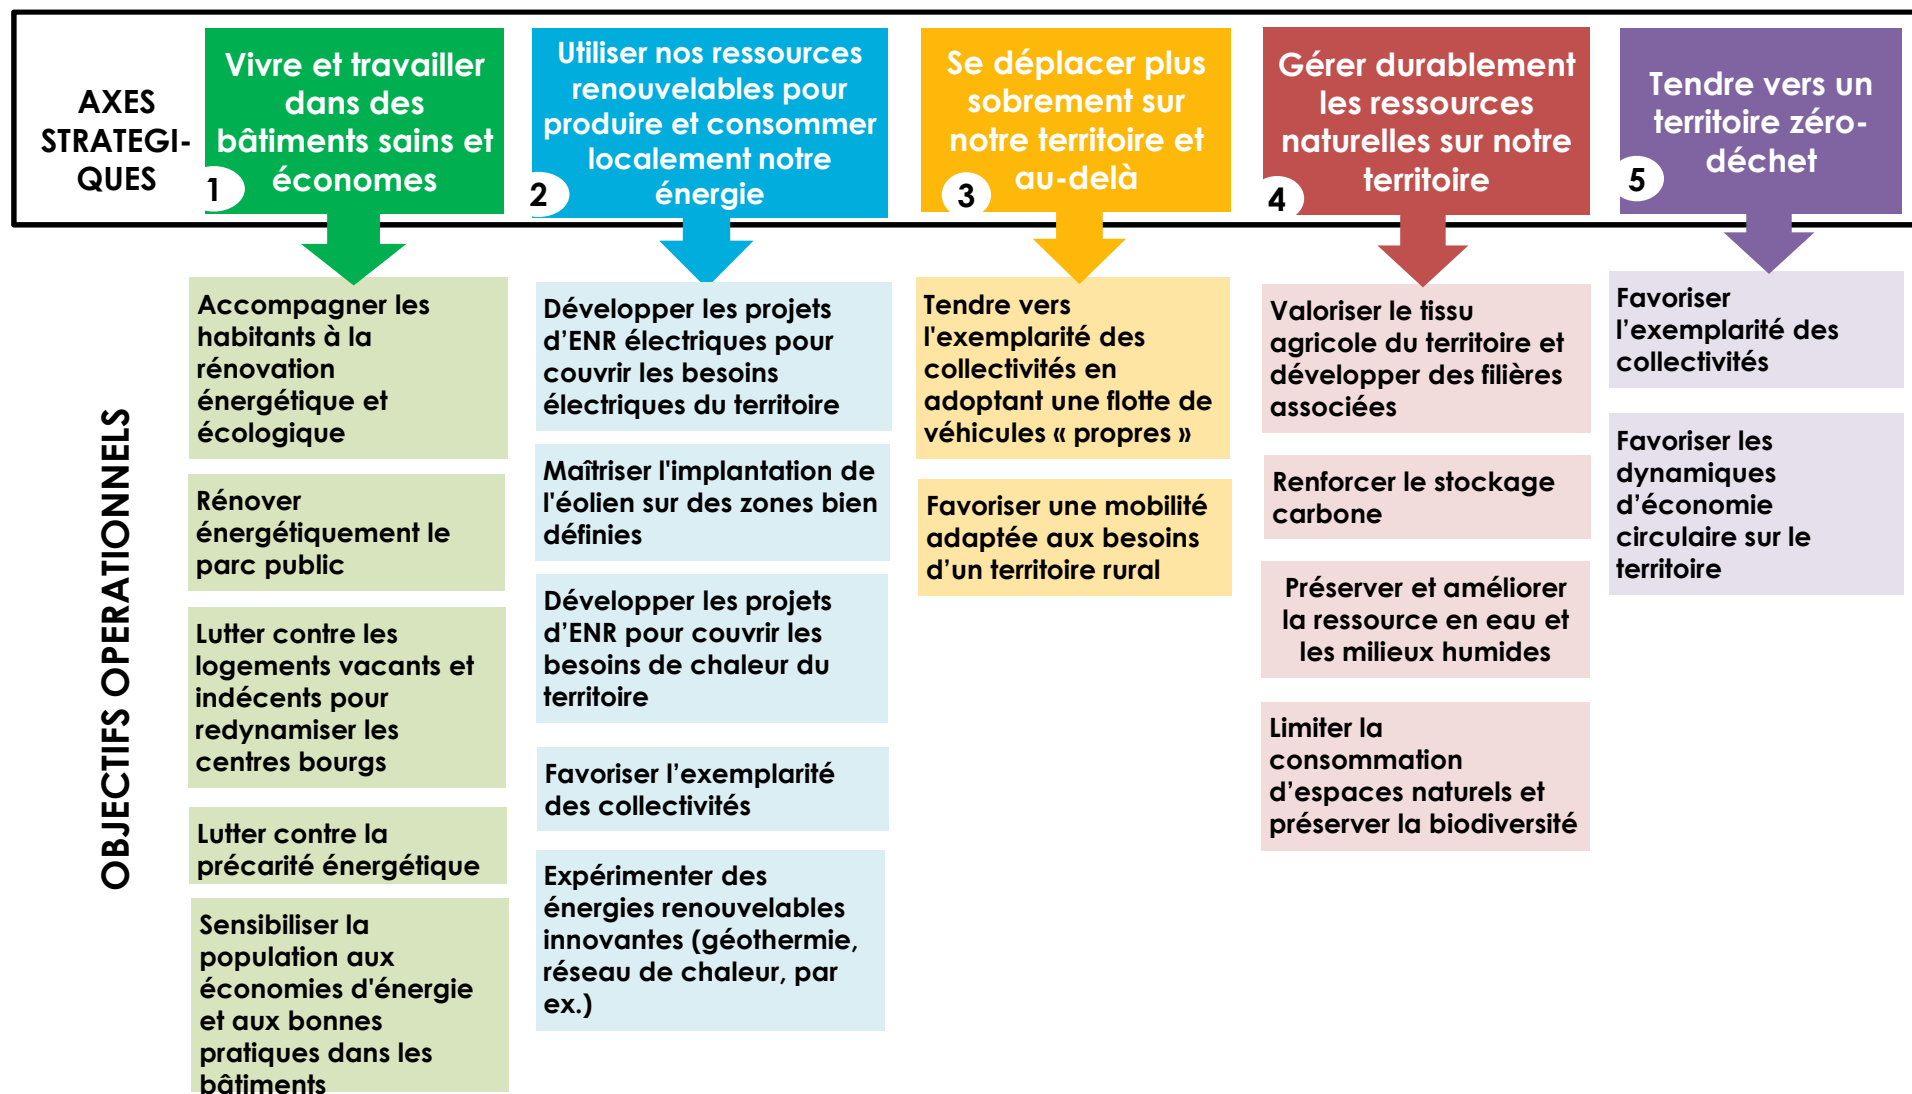 AXES
STRATEGI-
QUES
Vivre et travailler
dans des
bâtiments sains et
économes
1
Utiliser nos ressources
renouvelables pour
produire et consommer
localement notre
énergie
2
Se déplacer plus
sobrement sur
notre territoire et
au-delà
3
Gérer durablement
les ressources
naturelles sur notre
territoire
4
Tendre vers un
territoire zéro-
déchet
5
OBJECTIFS OPERATIONNELS
Accompagner les
habitants à la
rénovation
énergétique et
écologique
Rénover
énergétiquement le
parc public
Lutter contre les
logements vacants et
indécents pour
redynamiser les
centres bourgs
Lutter contre la
précarité énergétique
Sensibiliser la
population aux
économies d'énergie
et aux bonnes
pratiques dans les
bâtiments
Développer les projets
d’ENR électriques pour
couvrir les besoins
électriques du territoire
Maîtriser l'implantation de
l'éolien sur des zones bien
définies
Développer les projets
d’ENR pour couvrir les
besoins de chaleur du
territoire
Favoriser l’exemplarité
des collectivités
Expérimenter des
énergies renouvelables
innovantes (géothermie,
réseau de chaleur, par
ex.)
Tendre vers
l'exemplarité des
collectivités en
adoptant une flotte de
véhicules « propres »
Favoriser une mobilité
adaptée aux besoins
d’un territoire rural
Valoriser le tissu
agricole du territoire et
développer des filières
associées
Renforcer le stockage
carbone
Préserver et améliorer
la ressource en eau et
les milieux humides
Limiter la
consommation
d’espaces naturels et
préserver la biodiversité
Favoriser
l’exemplarité des
collectivités
Favoriser les
dynamiques
d’économie
circulaire sur le
territoire